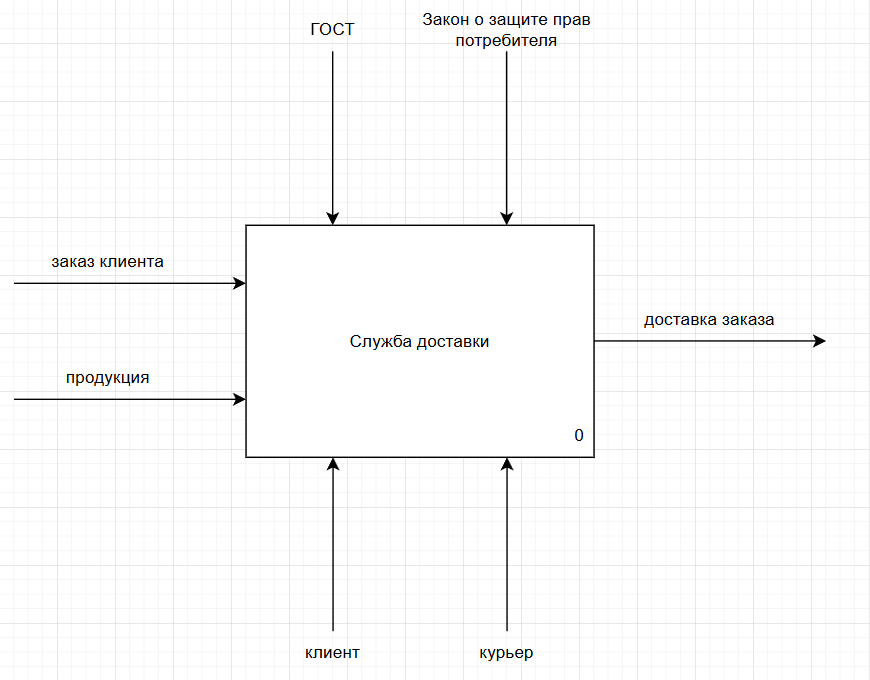 ГОСТ
Закон о защите прав
потребителя
заказ клиента
доставка заказа
Служба доставки
продукция
0
клиент
курьер